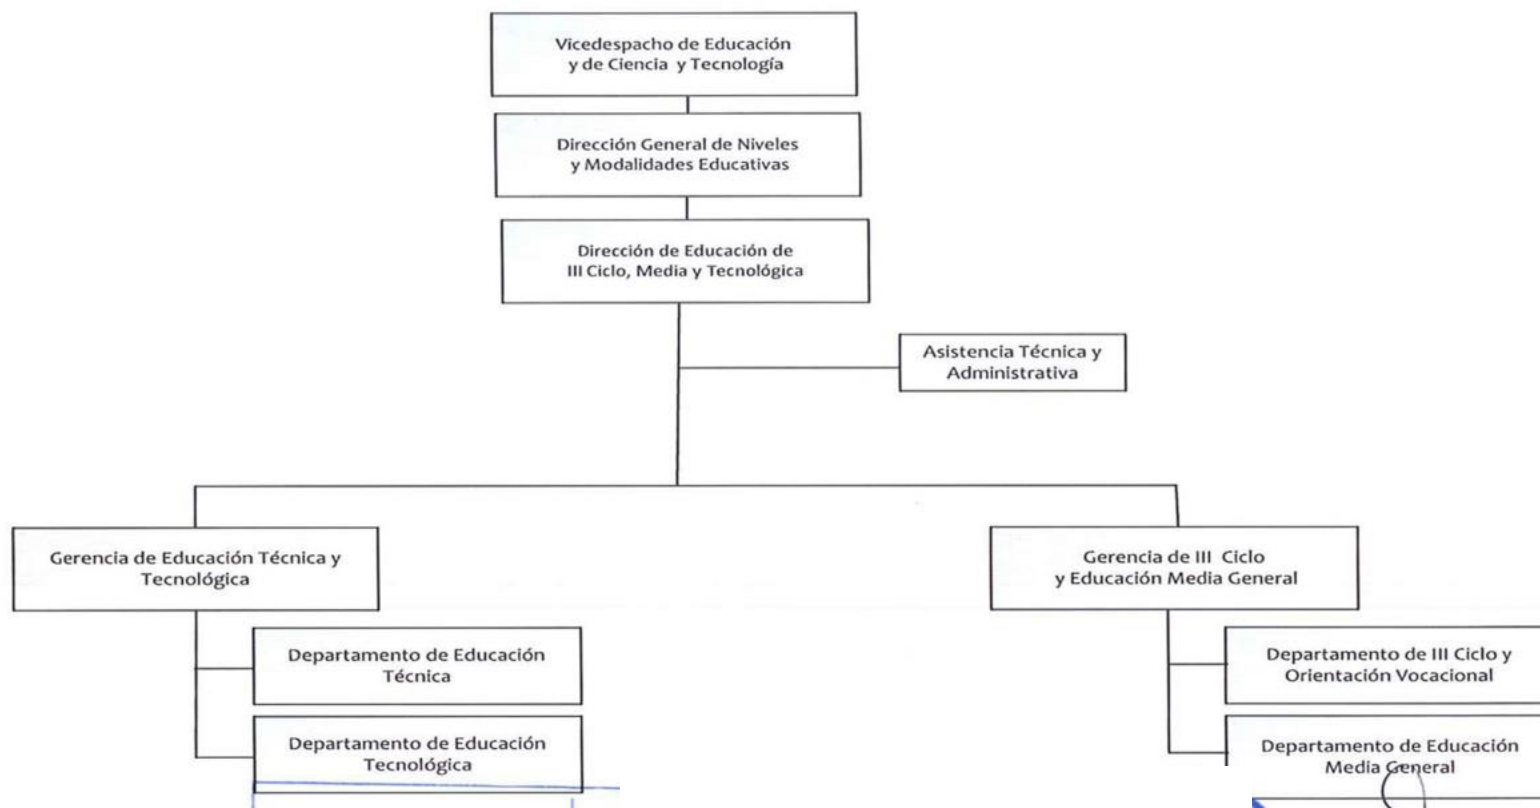 Vicedespacho de Educación
y de Ciencia y Tecnología
Dirección General de Niveles
y Modalidades Educativas
Dirección de Educación de
III Ciclo, Media y Tecnológica
Asistencia Técnica y
Administrativa
Gerencia de Educación Técnica y
Tecnológica
Departamento de Educación
Técnica
Departamento de Educación
Tecnológica
Gerencia de III Ciclo
y Educación Media General
Departamento de III Ciclo y
Orientación Vocacional
Departamento de Educación
Media General